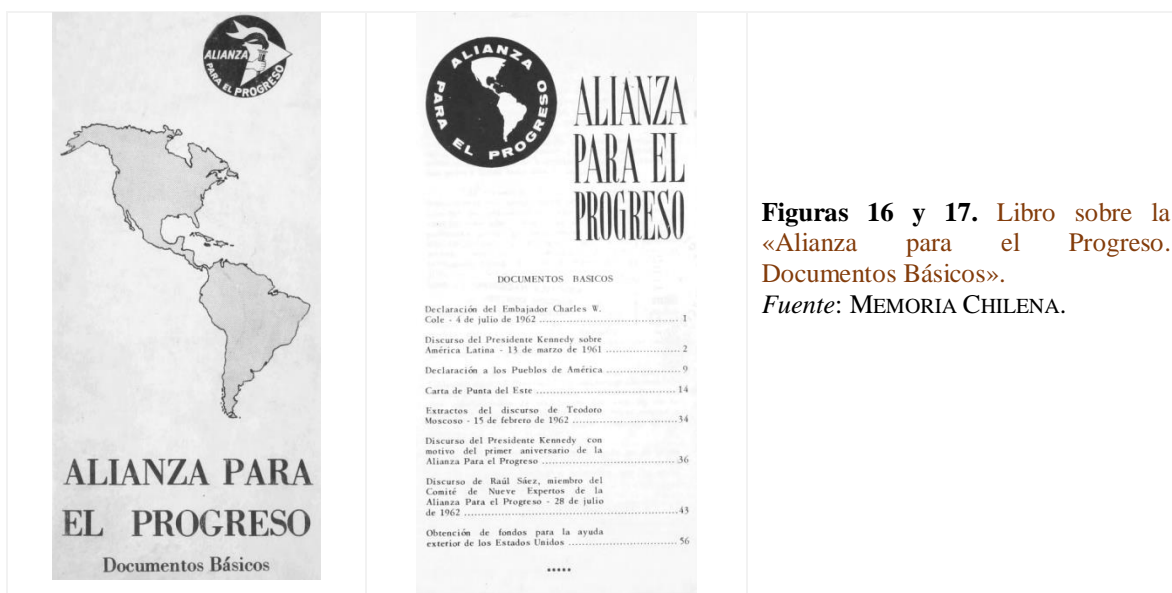 ALIANZA
PARA EL PROGRESO
ALIANZA PARA
EL PROGRESO
Documentos Básicos
ALIANZA PARA EL PROGRESO
ALIANZA
PARA EL
PROGRESO
DOCUMENTOS BASICOS
Declaración del Embajador Charles W.
Cole - 4 de julio de 1962 ........................................ 1
Discurso del Presidente Kennedy sobre
América Latina - 13 de marzo de 1961 ..................... 2
Declaración a los Pueblos de América ..................... 9
Carta de Punta del Este ........................................ 14
Extractos del discurso de Teodoro
Moscoso - 15 de febrero de 1962 ............................ 34
Discurso del Presidente Kennedy con
motivo del primer aniversario de la
Alianza Para el Progreso ........................................ 36
Discurso de Raúl Sáez, miembro del
Comité de Nueve Expertos de la
Alianza Para el Progreso - 28 de julio
de 1962 ............................................................ 43
Obtención de fondos para la ayuda
exterior de los Estados Unidos ............................... 56
*****
Figuras 16 y 17. Libro sobre la
«Alianza para el Progreso.
Documentos Básicos».
Fuente: MEMORIA CHILENA.